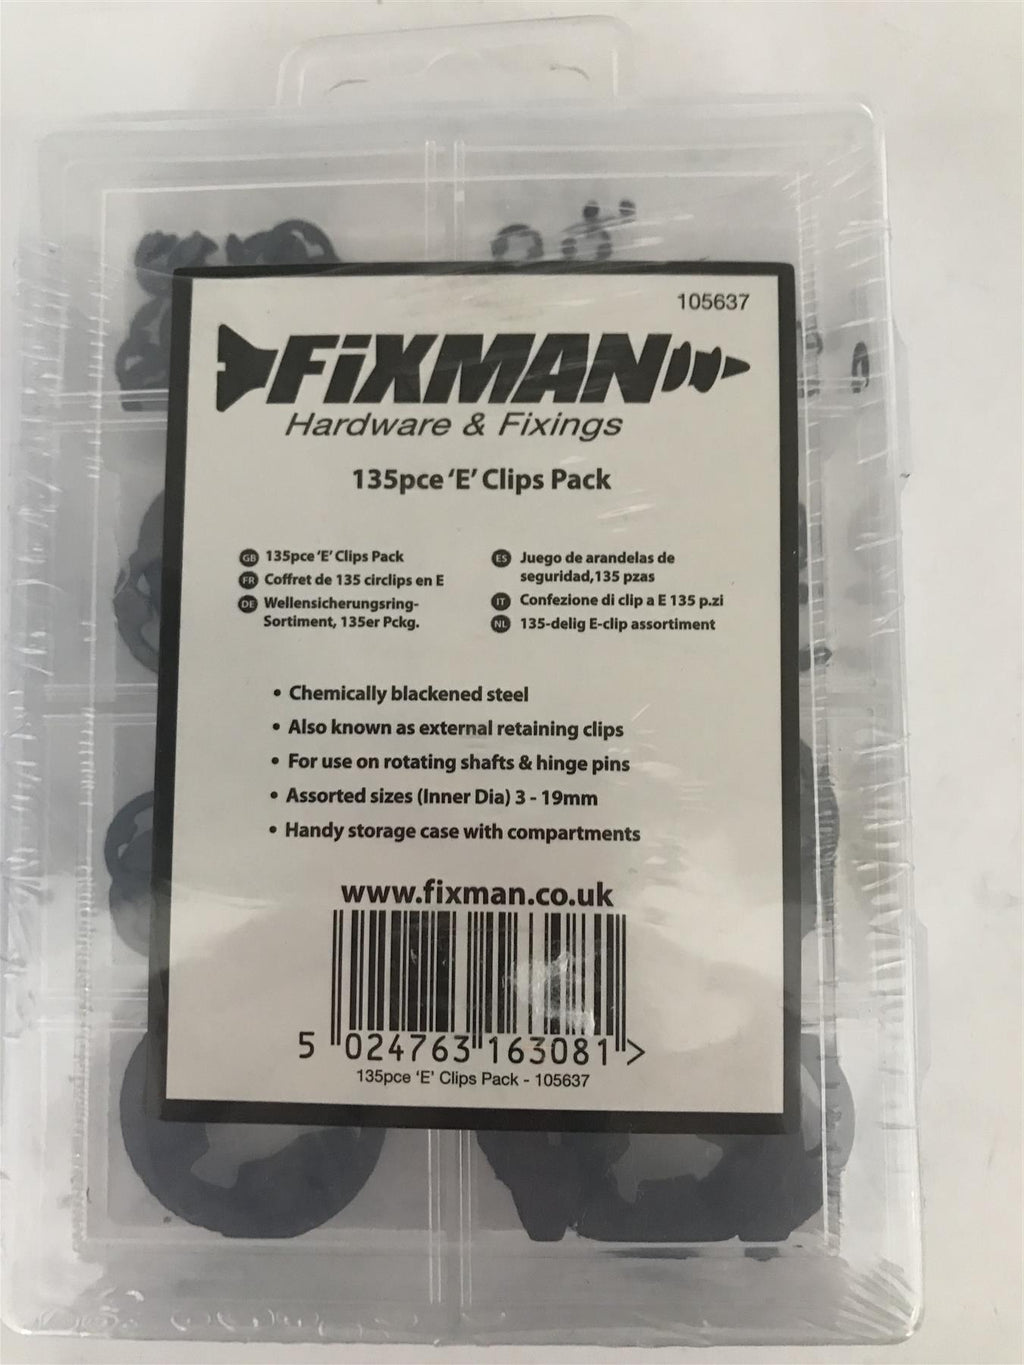 105637
FiXMAN
Hardware & Fixings
135pce 'E' Clips Pack
GB 135pce 'E' Clips Pack
FR Coffret de 135 circlips en E
DE Wellensicherungsring-
Sortiment, 135er Pckg.
ES Juego de arandelas de
seguridad,135 pzas
IT Confezione di clip a E 135 p.zi
NL 135-delig E-clip assortiment
• Chemically blackened steel
• Also known as external retaining clips
• For use on rotating shafts & hinge pins
• Assorted sizes (Inner Dia) 3 - 19mm
• Handy storage case with compartments
www.fixman.co.uk
5 024763 163081 >
135pce 'E' Clips Pack - 105637